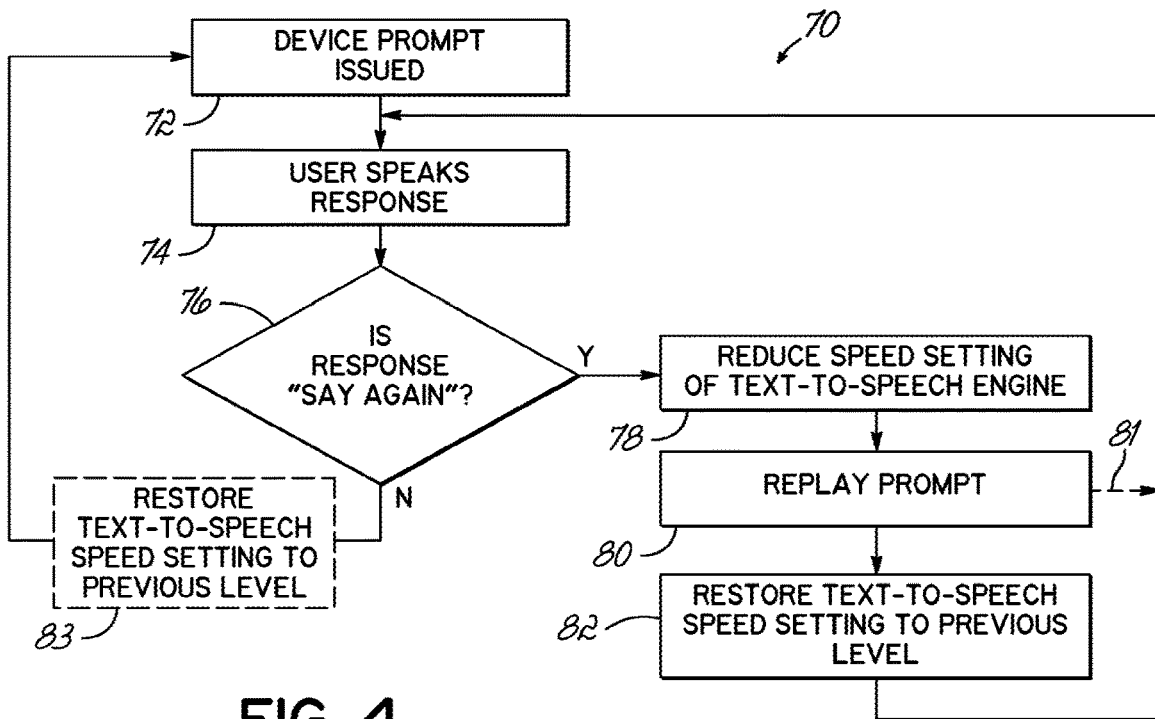 70
DEVICE PROMPT
ISSUED
72
USER SPEAKS
RESPONSE
74
76
IS
RESPONSE
"SAY AGAIN"?
Y
N
REDUCE SPEED SETTING
OF TEXT-TO-SPEECH ENGINE
78
81
REPLAY PROMPT
80
RESTORE
TEXT-TO-SPEECH
SPEED SETTING TO
PREVIOUS LEVEL
83
RESTORE TEXT-TO-SPEECH
SPEED SETTING TO PREVIOUS
LEVEL
82
FIG. 4